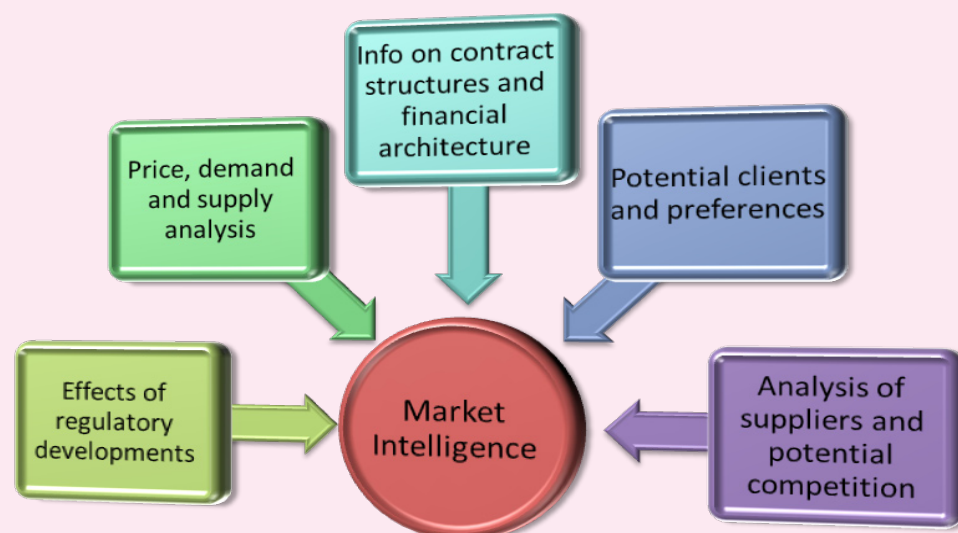 Info on contract
structures and
financial
architecture
Price, demand
and supply
analysis
Potential clients
and preferences
Effects of
regulatory
developments
Market
Intelligence
Analysis of
suppliers and
potential
competition